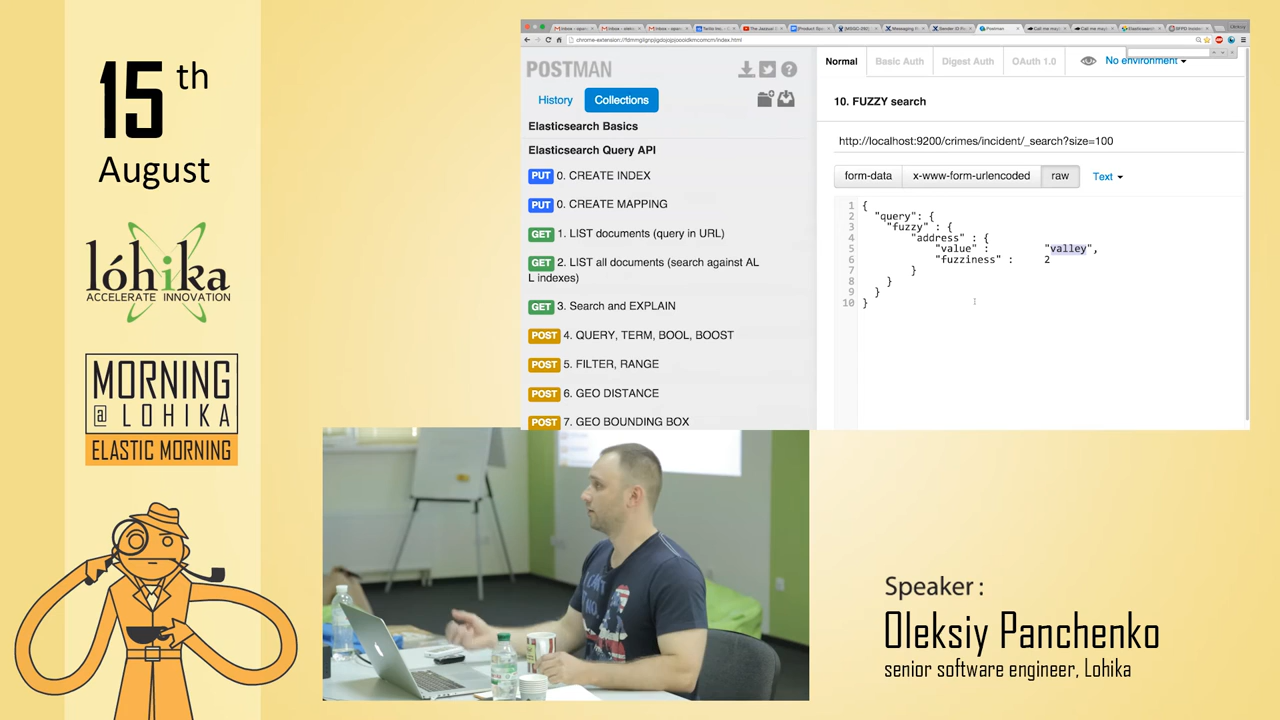 15 th
August
lóhika
ACCELERATE INNOVATION
MORNING
@ LOHIKA
ELASTIC MORNING
chrome-extension://fdmmgilgnpjigdojojpjoooidkmcomcm/index.html
POSTMAN
History
Collections
Elasticsearch Basics
Elasticsearch Query API
PUT 0. CREATE INDEX
PUT 0. CREATE MAPPING
GET 1. LIST documents (query in URL)
GET 2. LIST all documents (search against AL
L indexes)
GET 3. Search and EXPLAIN
POST 4. QUERY, TERM, BOOL, BOOST
POST 5. FILTER, RANGE
POST 6. GEO DISTANCE
POST 7. GEO BOUNDING BOX
Normal Basic Auth Digest Auth OAuth 1.0 No environment
10. FUZZY search
http://localhost:9200/crimes/incident/_search?size=100
form-data x-www-form-urlencoded raw Text
1 {
2 "query": {
3 "fuzzy" : {
4 "address" : {
5 "value" : "valley",
6 "fuzziness" : 2
7 }
8 }
9 }
10 }
Speaker :
Oleksiy Panchenko
senior software engineer, Lohika